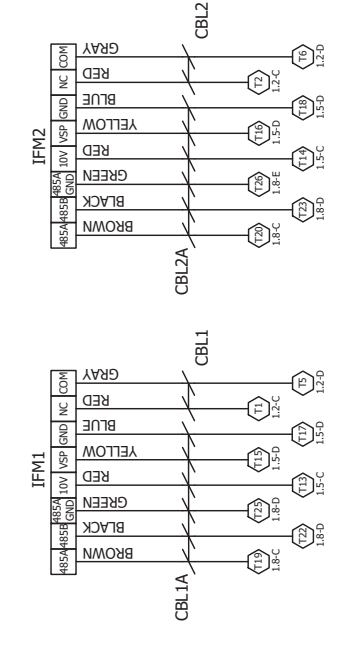 IFM2
485A 485B 485A GND 10V VSP GND NC COM
BROWN
BLACK
GREEN
RED
YELLOW
BLUE
RED
GRAY
CBL2A
CBL2
T20
1.8-C
T23
1.8-D
T26
1.8-E
T14
1.5-C
T16
1.5-D
T18
1.5-D
T2
1.2-C
T6
1.2-D
IFM1
485A 485B 485A GND 10V VSP GND NC COM
BROWN
BLACK
GREEN
RED
YELLOW
BLUE
RED
GRAY
CBL1A
CBL1
T19
1.8-C
T22
1.8-D
T25
1.8-D
T13
1.5-C
T15
1.5-D
T17
1.5-D
T1
1.2-C
T5
1.2-D